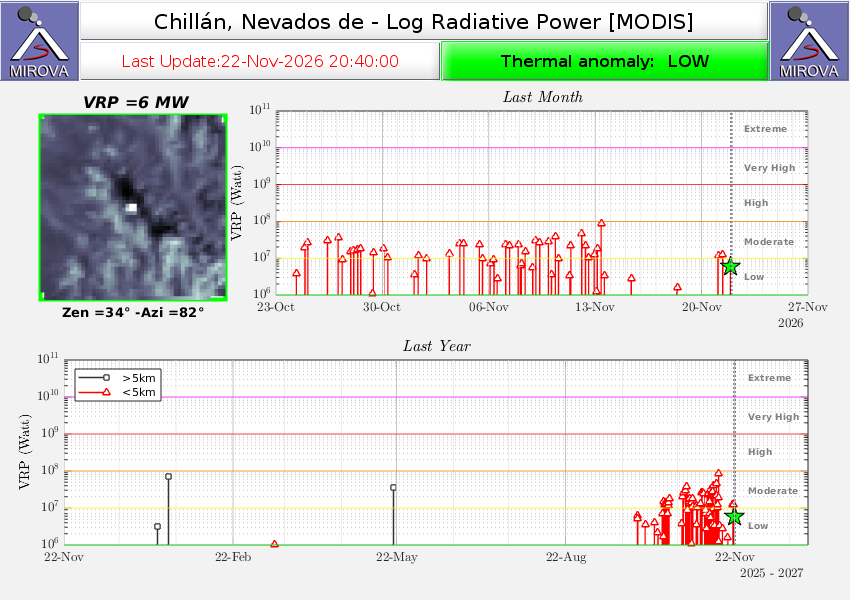 MIROVA
Chillán, Nevados de - Log Radiative Power [MODIS]
Last Update:22-Nov-2026 20:40:00
Thermal anomaly: LOW
MIROVA
VRP =6 MW
Zen =34° -Azi =82°
Last Month
VRP (Watt)
10^11
10^10
10^9
10^8
10^7
10^6
Extreme
Very High
High
Moderate
Low
23-Oct 30-Oct 06-Nov 13-Nov 20-Nov 27-Nov
2026
Last Year
VRP (Watt)
10^11
10^10
10^9
10^8
10^7
10^6
>5km
<5km
Extreme
Very High
High
Moderate
Low
22-Nov 22-Feb 22-May 22-Aug 22-Nov
2025 - 2027